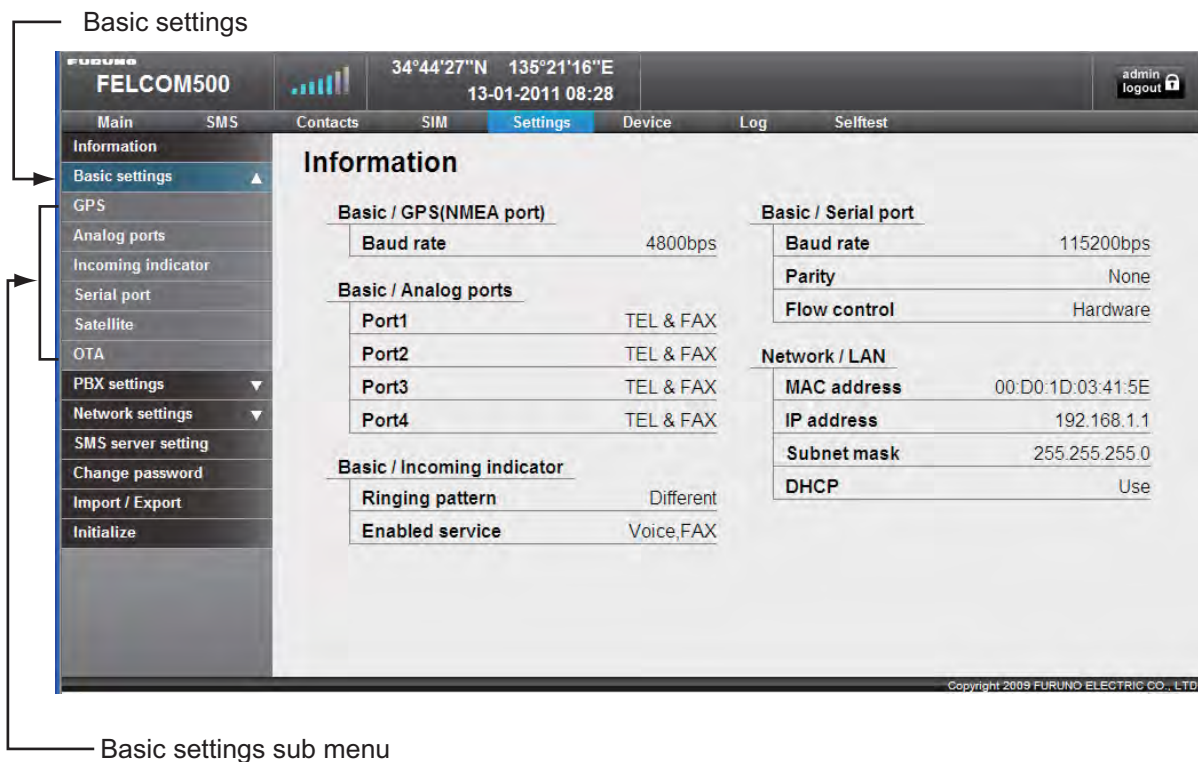 Basic settings
FURUNO
FELCOM500
34°44'27"N 135°21'16"E
13-01-2011 08:28
admin
logout
Main SMS Contacts SIM Settings Device Log Selftest
Information
Basic settings ▲
GPS
Analog ports
Incoming indicator
Serial port
Satellite
OTA
PBX settings ▼
Network settings ▼
SMS server setting
Change password
Import / Export
Initialize
Information
Basic / GPS(NMEA port)
Baud rate 4800bps
Basic / Analog ports
Port1 TEL & FAX
Port2 TEL & FAX
Port3 TEL & FAX
Port4 TEL & FAX
Basic / Incoming indicator
Ringing pattern Different
Enabled service Voice,FAX
Basic / Serial port
Baud rate 115200bps
Parity None
Flow control Hardware
Network / LAN
MAC address 00:D0:1D:03:41:5E
IP address 192.168.1.1
Subnet mask 255.255.255.0
DHCP Use
Copyright 2009 FURUNO ELECTRIC CO., LTD
Basic settings sub menu